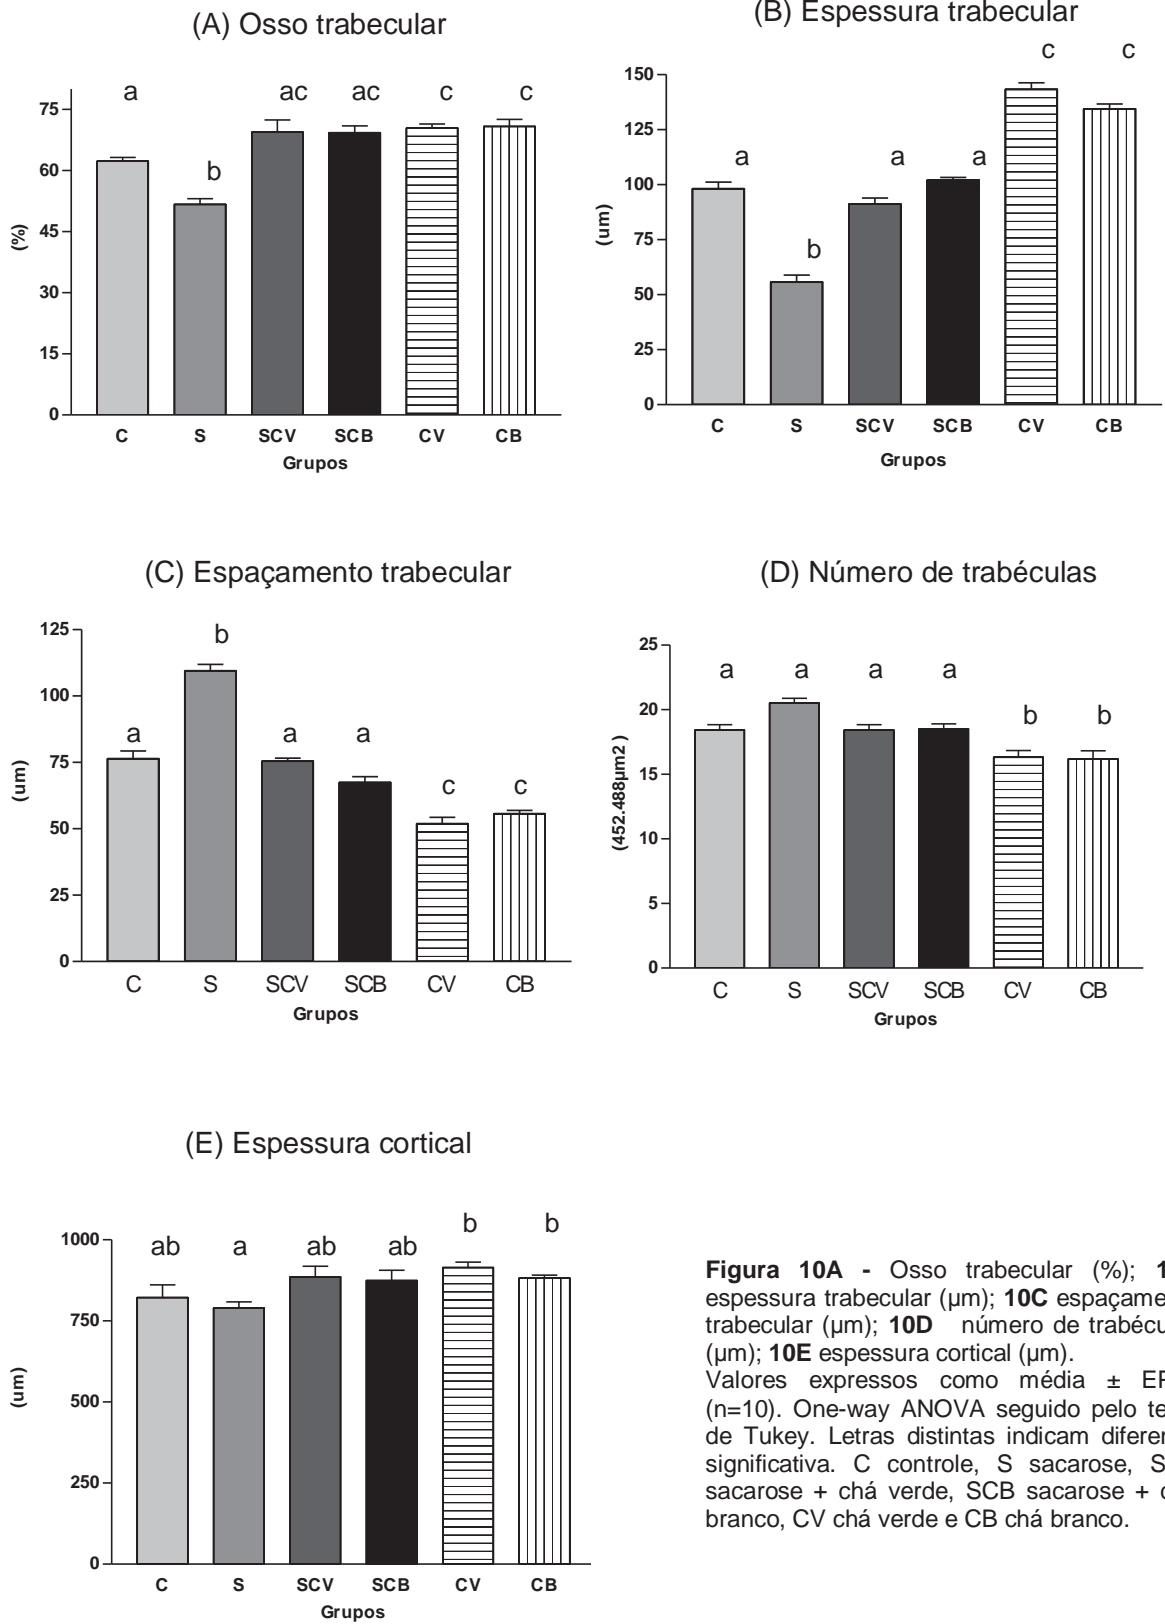 (A) Osso trabecular
a
b
ac
ac
c
c
75
60
45
30
15
0
(%)
C S SCV SCB CV CB
Grupos
(B) Espessura trabecular
c c
a
b
a
a
150
125
100
75
50
25
0
(um)
C S SCV SCB CV CB
Grupos
(C) Espaçamento trabecular
a
b
a
a
c
c
125
100
75
50
25
0
(um)
C S SCV SCB CV CB
Grupos
(D) Número de trabéculas
a a a a
b b
25
20
15
10
5
0
(452.488µm2 )
C S SCV SCB CV CB
Grupos
(E) Espessura cortical
ab a ab ab b b
1000
750
500
250
0
(um)
C S SCV SCB CV CB
Grupos
Figura 10A - Osso trabecular (%);
espessura trabecular (µm); 10C
trabecular (µm); 10D número de
(µm); 10E espessura cortical (µm).
Valores expressos como média ±
(n=10). One-way ANOVA seguido pelo
de Tukey. Letras distintas indicam
significativa. C controle, S sacarose,
sacarose + chá verde, SCB sacarose +
branco, CV chá verde e CB chá branco.